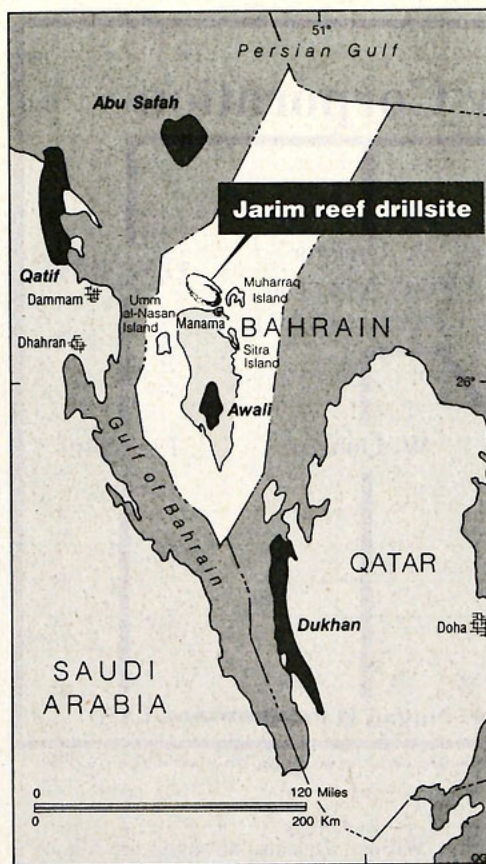 51°
Persian Gulf
Abu Safah
Jarim reef drillsite
Qatif
Dammam
Umm
al-Nasan
Island
Muharraq
Island
Manama
BAHRAIN
Dhahran
Sitra
Island
26°
Awali
Gulf of Bahrain
QATAR
Dukhan
Doha
SAUDI
ARABIA
0 120 Miles
0 200 Km